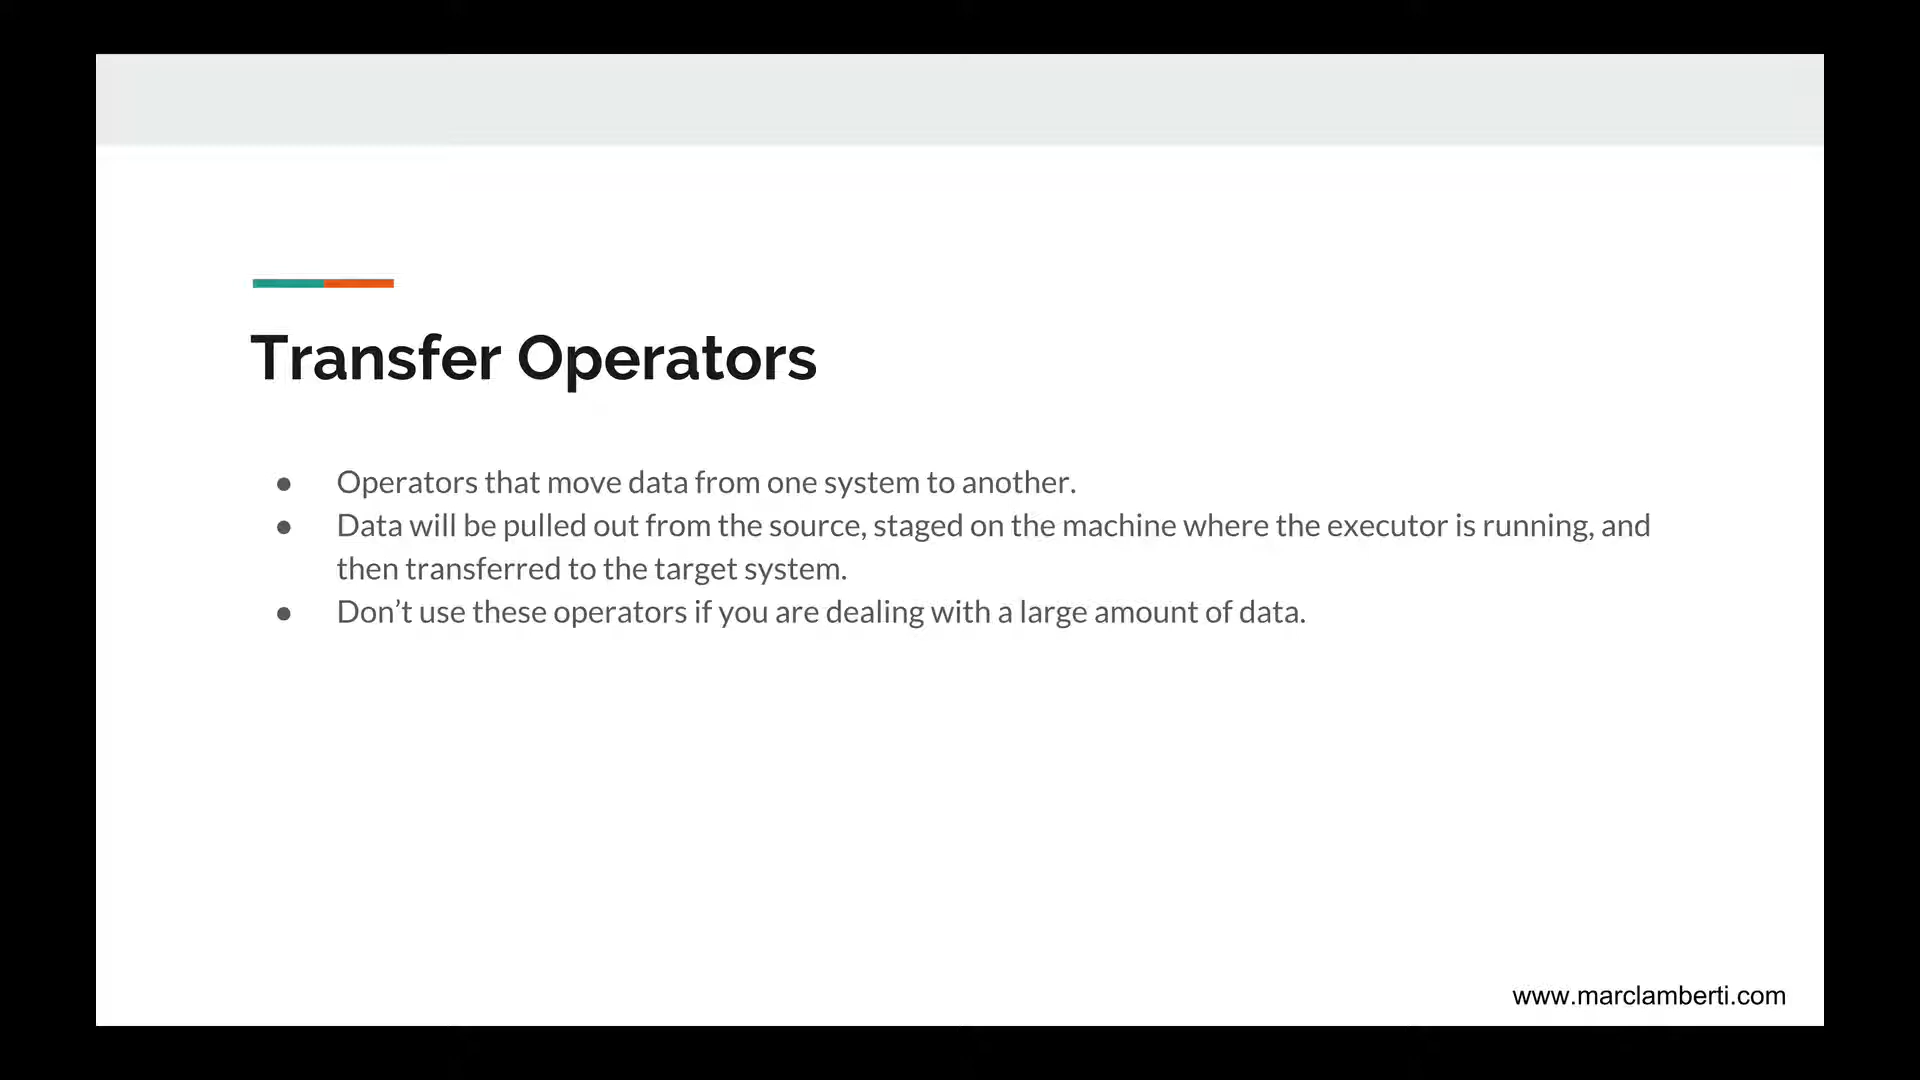 Transfer Operators
● Operators that move data from one system to another.
● Data will be pulled out from the source, staged on the machine where the executor is running, and
then transferred to the target system.
● Don’t use these operators if you are dealing with a large amount of data.
www.marclamberti.com